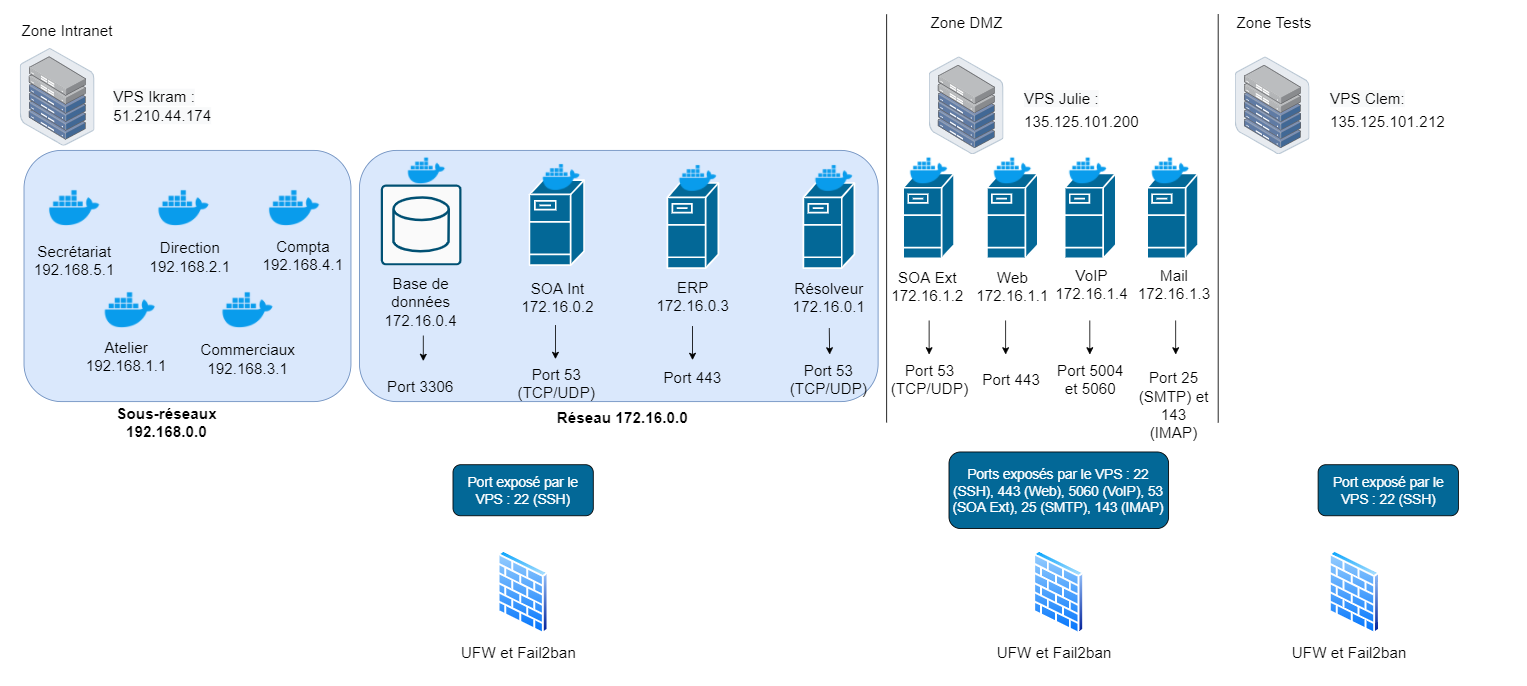 Zone Intranet
VPS Ikram :
51.210.44.174
Secrétariat
192.168.5.1
Direction
192.168.2.1
Compta
192.168.4.1
Atelier
192.168.1.1
Commerciaux
192.168.3.1
Sous-réseaux
192.168.0.0
Base de
données
172.16.0.4
Port 3306
SOA Int
172.16.0.2
Port 53
(TCP/UDP)
ERP
172.16.0.3
Port 443
Résolveur
172.16.0.1
Port 53
(TCP/UDP)
Réseau 172.16.0.0
Port exposé par le
VPS : 22 (SSH)
UFW et Fail2ban
Zone DMZ
VPS Julie :
135.125.101.200
SOA Ext
172.16.1.2
Port 53
(TCP/UDP)
Web
172.16.1.1
Port 443
VoIP
172.16.1.4
Port 5004
et 5060
Mail
172.16.1.3
Port 25
(SMTP) et
143
(IMAP)
Ports exposés par le VPS : 22
(SSH), 443 (Web), 5060 (VoIP), 53
(SOA Ext), 25 (SMTP), 143 (IMAP)
UFW et Fail2ban
Zone Tests
VPS Clem:
135.125.101.212
Port exposé par le
VPS : 22 (SSH)
UFW et Fail2ban